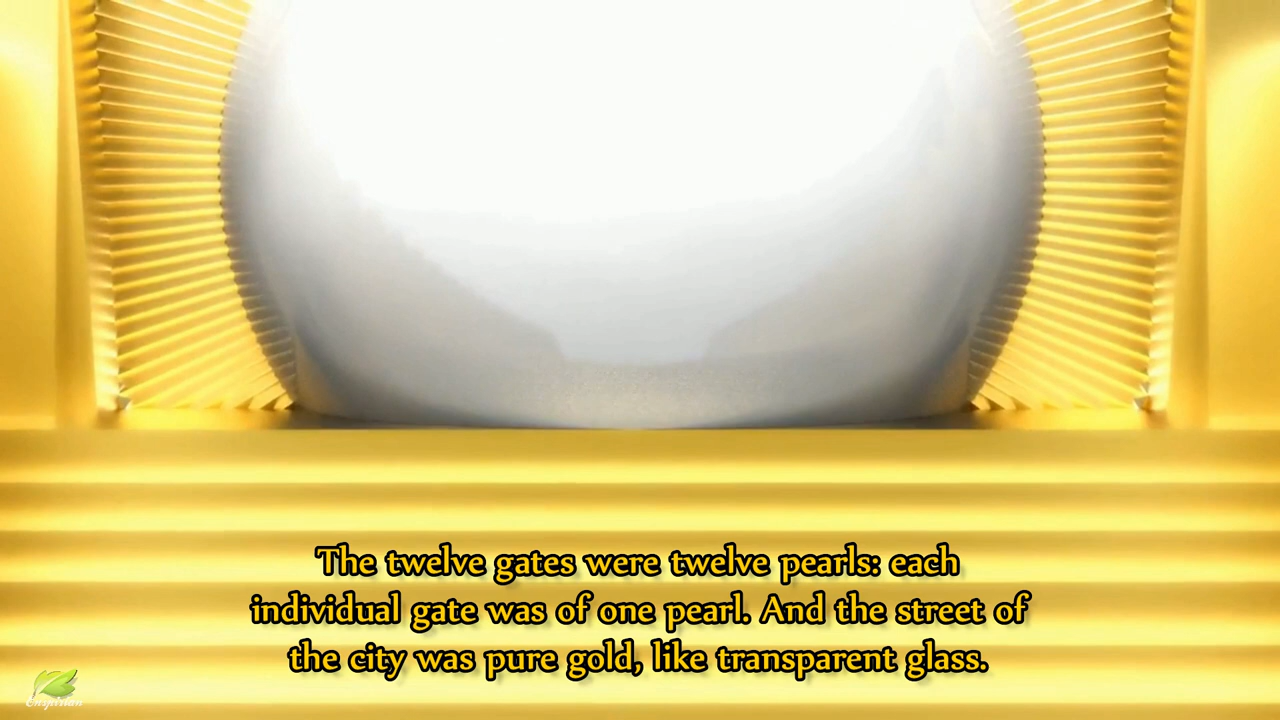 The twelve gates were twelve pearls: each
individual gate was of one pearl. And the street of
the city was pure gold, like transparent glass.